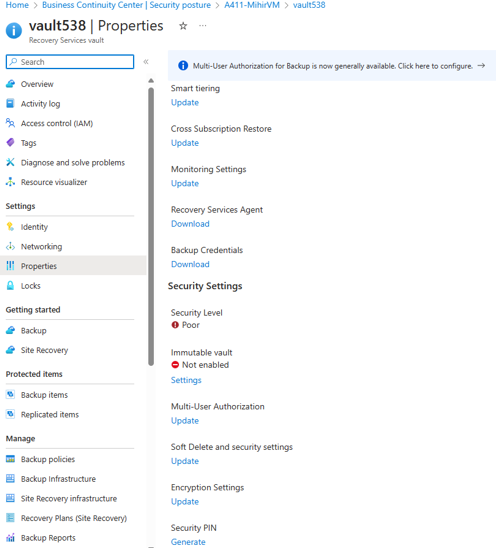 Home > Business Continuity Center | Security posture > A411-MihirVM > vault538
vault538 | Properties ☆ ...
Recovery Services vault
Search «
Overview
Activity log
Access control (IAM)
Tags
Diagnose and solve problems
Resource visualizer
Settings
Identity
Networking
Properties
Locks
Getting started
Backup
Site Recovery
Protected items
Backup items
Replicated items
Manage
Backup policies
Backup Infrastructure
Site Recovery infrastructure
Recovery Plans (Site Recovery)
Backup Reports
Multi-User Authorization for Backup is now generally available. Click here to configure. →
Smart tiering
Update
Cross Subscription Restore
Update
Monitoring Settings
Update
Recovery Services Agent
Download
Backup Credentials
Download
Security Settings
Security Level
Poor
Immutable vault
Not enabled
Settings
Multi-User Authorization
Update
Soft Delete and security settings
Update
Encryption Settings
Update
Security PIN
Generate